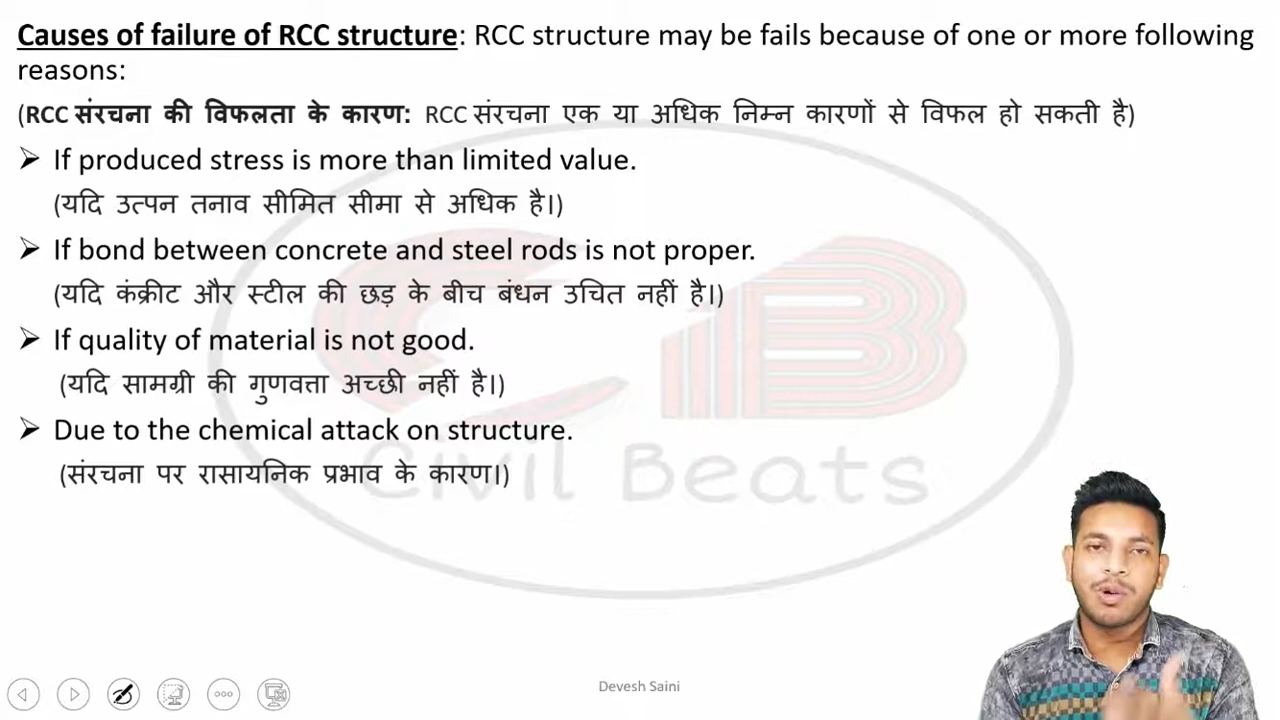 Causes of failure of RCC structure: RCC structure may be fails because of one or more following
reasons:
(RCC संरचना की विफलता के कारण: RCC संरचना एक या अधिक निम्न कारणों से विफल हो सकती है)
➢ If produced stress is more than limited value.
(यदि उत्पन तनाव सीमित सीमा से अधिक है।)
➢ If bond between concrete and steel rods is not proper.
(यदि कंक्रीट और स्टील की छड़ के बीच बंधन उचित नहीं है।)
➢ If quality of material is not good.
(यदि सामग्री की गुणवत्ता अच्छी नहीं है।)
➢ Due to the chemical attack on structure.
(संरचना पर रासायनिक प्रभाव के कारण।)
CB
Civil Beats
Devesh Saini